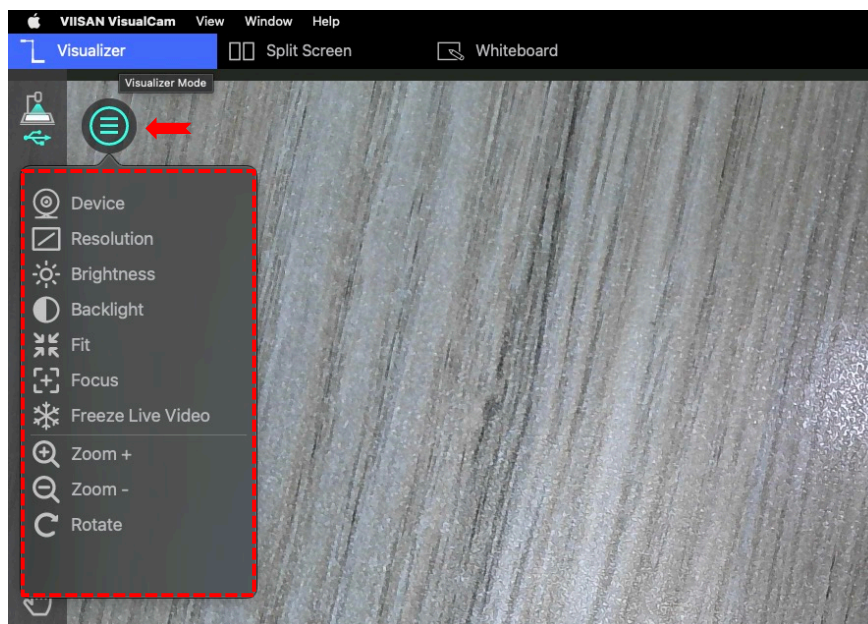 VIISAN VisualCam View Window Help
Visualizer Split Screen Whiteboard
Visualizer Mode
Device
Resolution
Brightness
Backlight
Fit
Focus
Freeze Live Video
Zoom +
Zoom -
Rotate